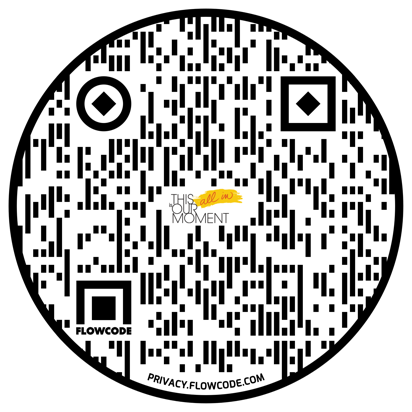 THIS all in
is OUR
MOMENT
FLOWCODE
PRIVACY.FLOWCODE.COM